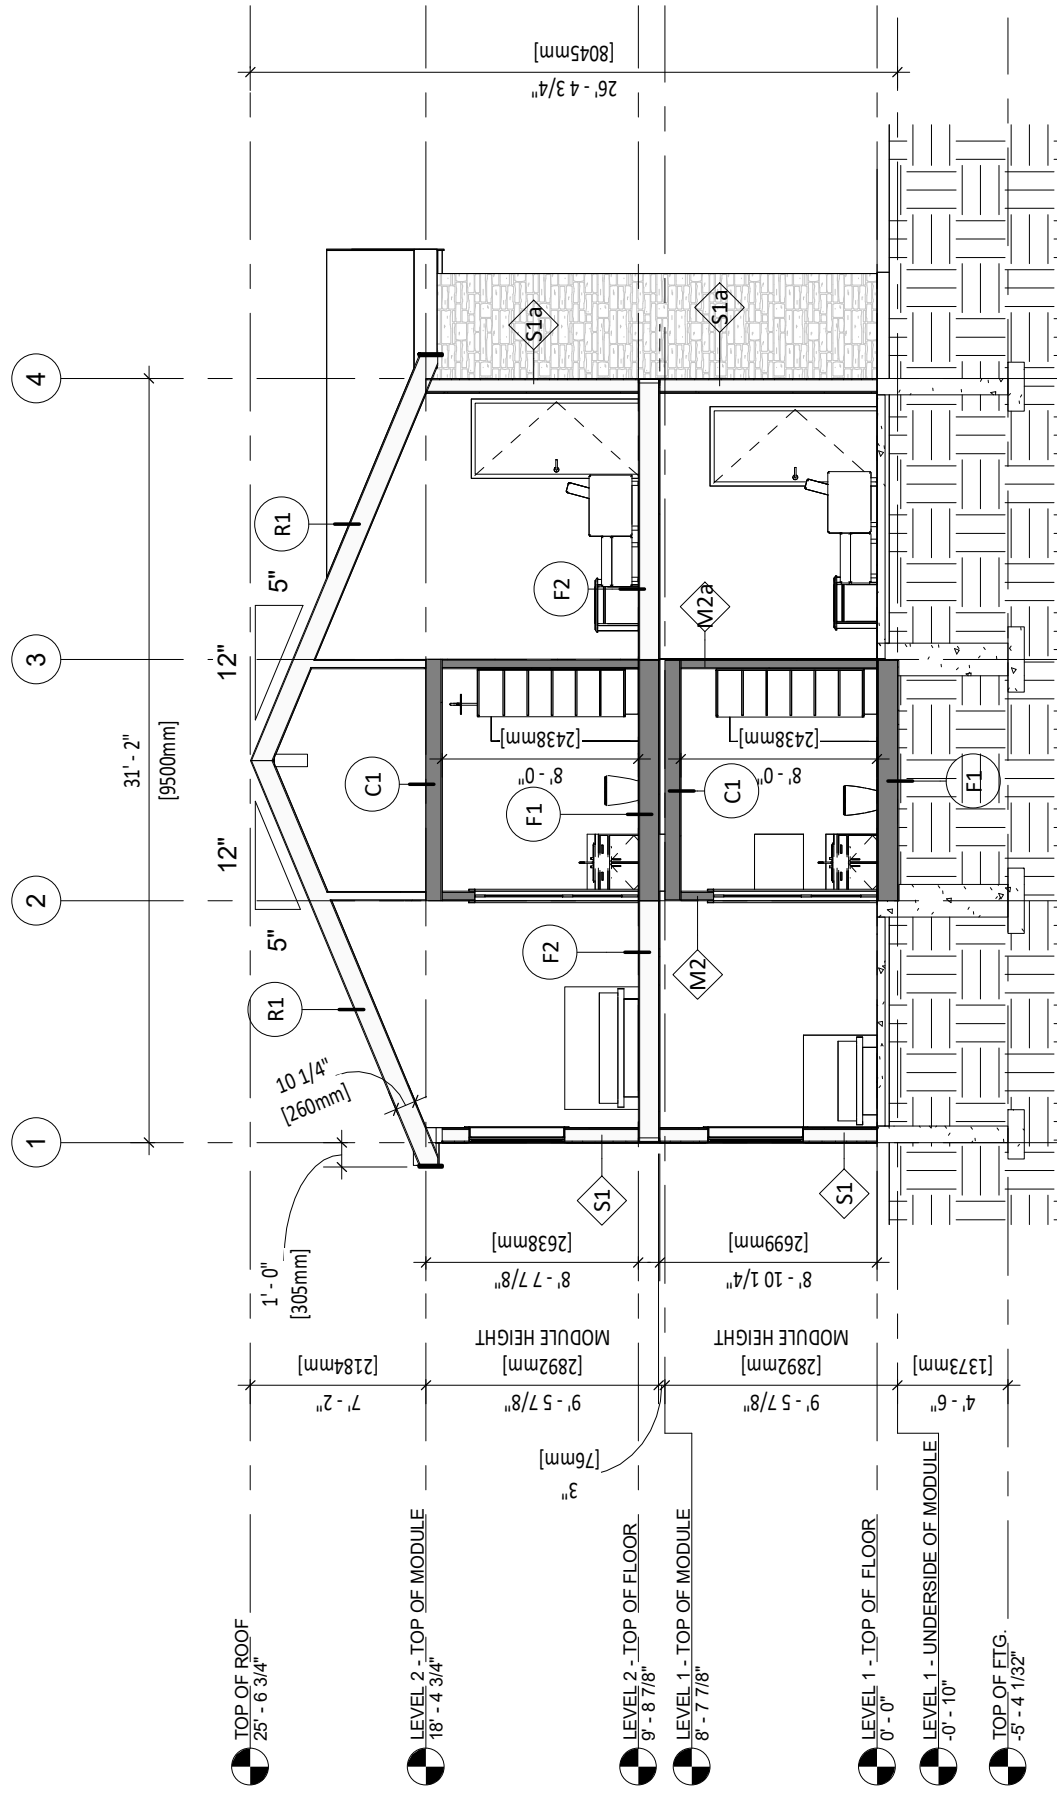 4
3
2
1
26' - 4 3/4"
[8045mm]
31' - 2"
[9500mm]
12"
12"
5"
5"
R1
R1
10 1/4"
[260mm]
1' - 0"
[305mm]
S1a
S1a
F2
F2
M2a
M2
C1
C1
F1
F1
S1
S1
8' - 0"
[2438mm]
8' - 0"
[2438mm]
8' - 7 7/8"
[2638mm]
8' - 10 1/4"
[2699mm]
7' - 2"
[2184mm]
9' - 5 7/8"
[2892mm]
MODULE HEIGHT
9' - 5 7/8"
[2892mm]
MODULE HEIGHT
4' - 6"
[1373mm]
3"
[76mm]
TOP OF ROOF
25' - 6 3/4"
LEVEL 2 - TOP OF MODULE
18' - 4 3/4"
LEVEL 2 - TOP OF FLOOR
9' - 8 7/8"
LEVEL 1 - TOP OF MODULE
8' - 7 7/8"
LEVEL 1 - TOP OF FLOOR
0' - 0"
LEVEL 1 - UNDERSIDE OF MODULE
-0' - 10"
TOP OF FTG.
-5' - 4 1/32"